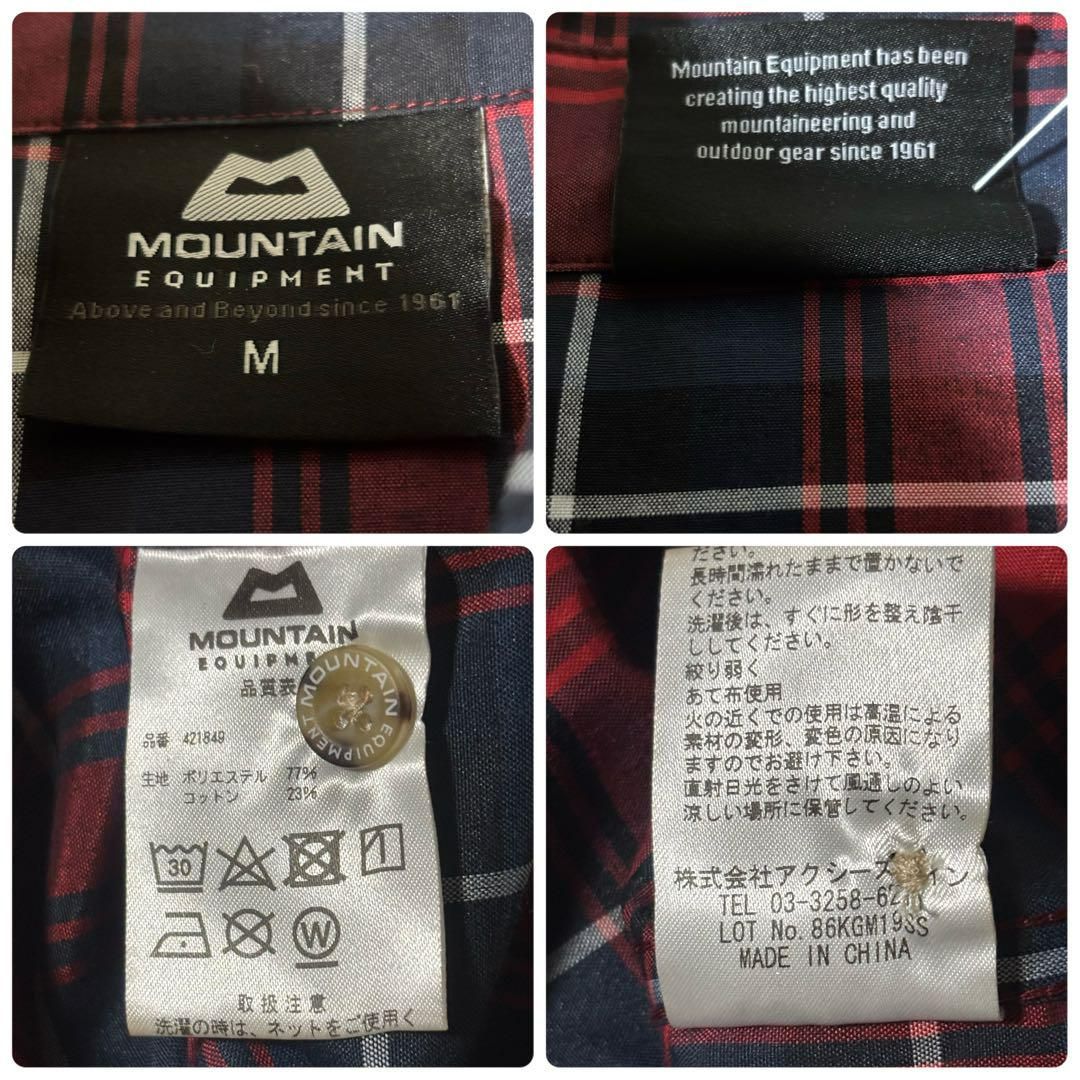 MOUNTAIN
EQUIPMENT
Above and Beyond since 1961
M
Mountain Equipment has been
creating the highest quality
mountaineering and
outdoor gear since 1961
MOUNTAIN
品質表
品番 421849
生地 ポリエステル 77%
コットン 23%
30
W
取扱注意
洗濯の時は、ネットをご使用く
MOUNTAIN EQUIPMENT
ださい。
長時間濡れたままで置かないで
ください。
洗濯後は、すぐに形を整え陰干
ししてください。
絞り弱く
あて布使用
火の近くでの使用は高温による
素材の変形、変色の原因になり
ますのでお避け下さい。
直射日光をさけて風通しのよい
涼しい場所に保管してください。
株式会社アクシーズ イン
TEL 03-3258-62
LOT No. 86KGM19SS
MADE IN CHINA